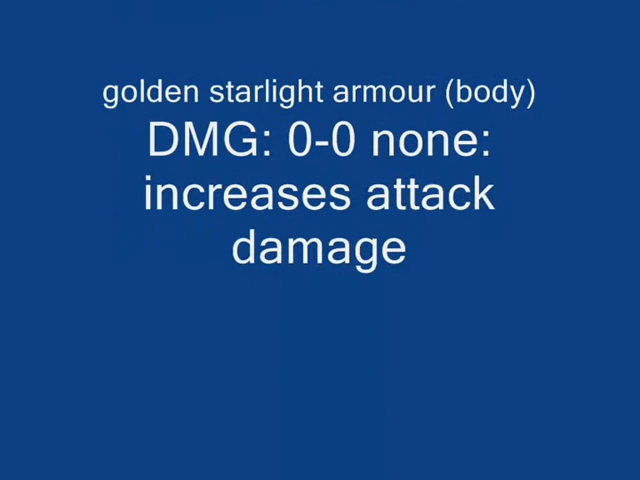 golden starlight armour (body)
DMG: 0-0 none:
increases attack
damage